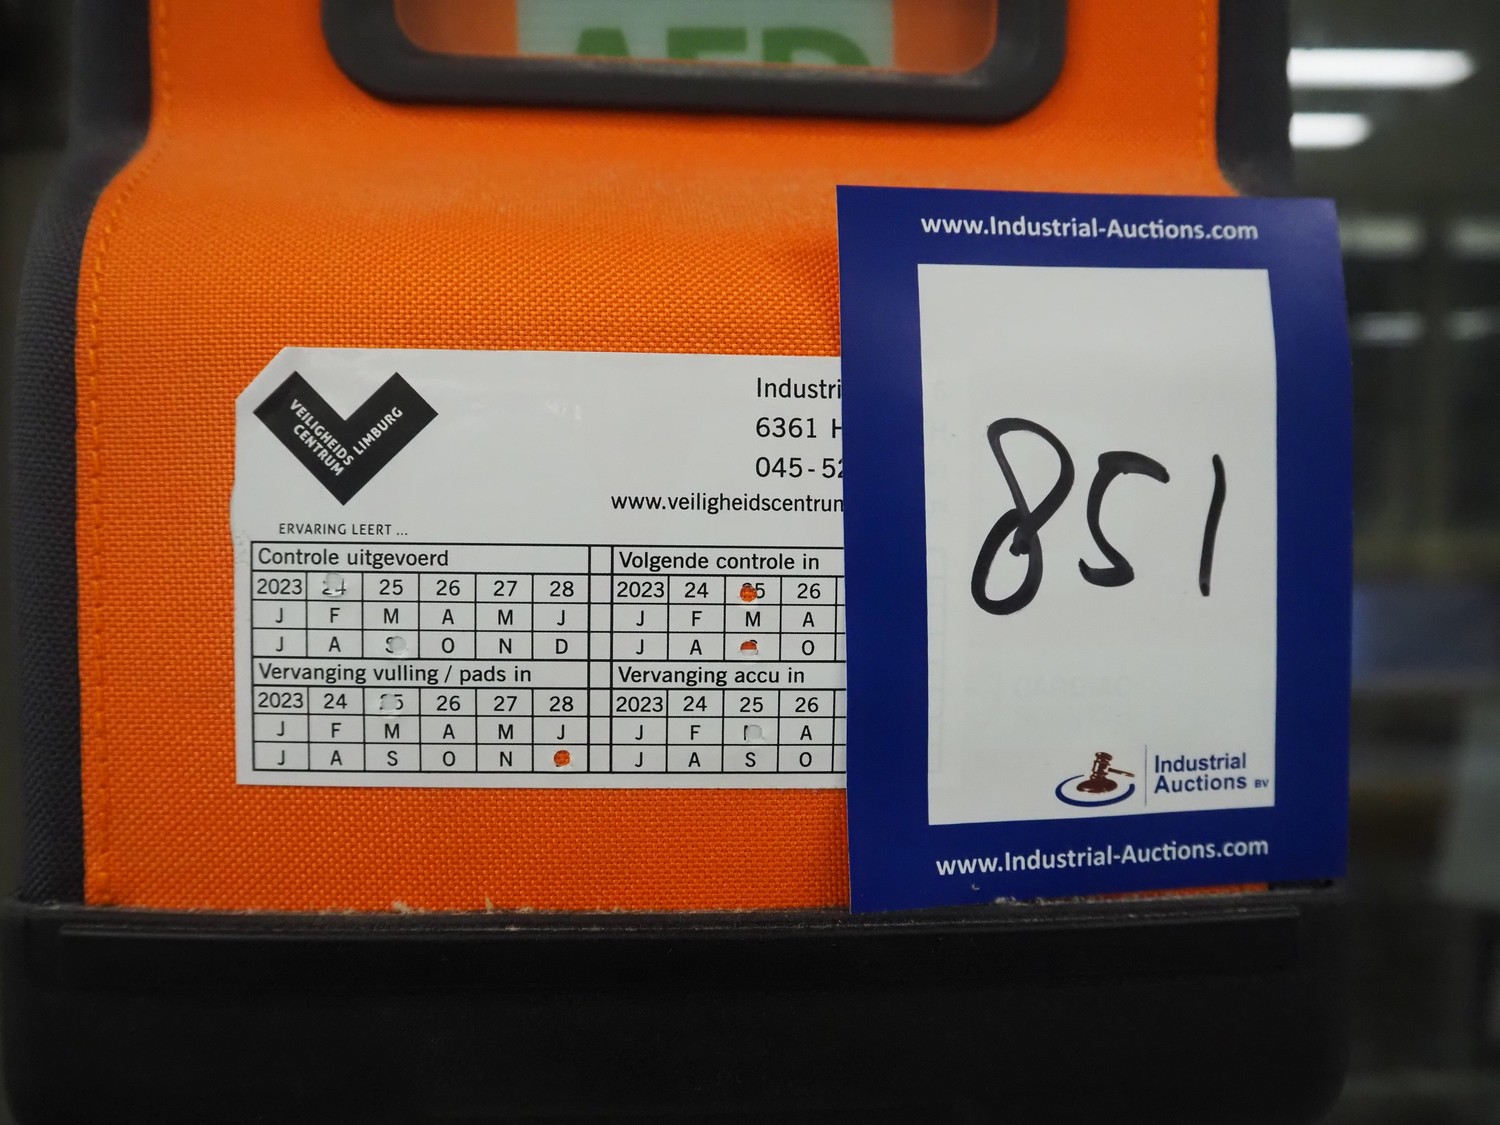 AED
www.Industrial-Auctions.com
851
Industrial
Auctions BV
www.Industrial-Auctions.com
VEILIGHEIDS
CENTRUM
LIMBURG
ERVARING LEERT ...
Industri
6361 H
045-52
www.veiligheidscentrum
Controle uitgevoerd
2023 24 25 26 27 28
J F M A M J
J A S O N D
Volgende controle in
2023 24 25 26
J F M A
J A S O
Vervanging vulling / pads in
2023 24 25 26 27 28
J F M A M J
J A S O N
Vervanging accu in
2023 24 25 26
J F M A
J A S O